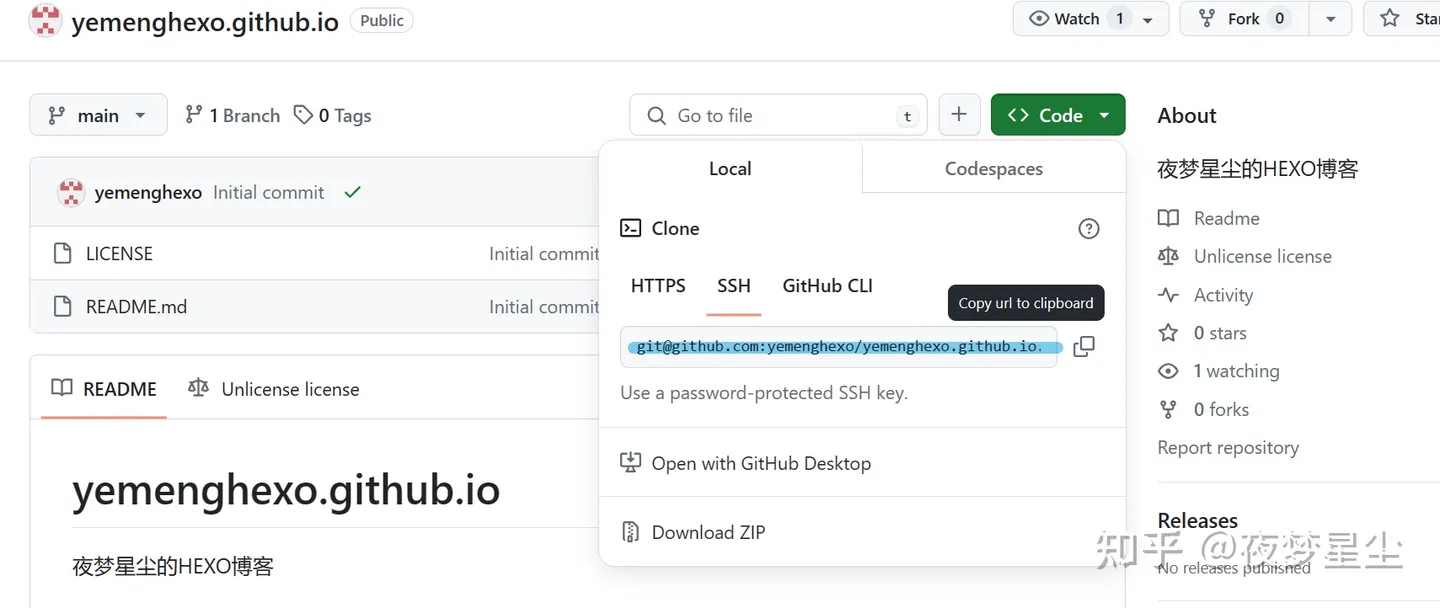 yemenghexo.github.io Public Watch 1 Fork 0
main 1 Branch 0 Tags Go to file t Code
yemenghexo Initial commit
LICENSE Initial commit
README.md Initial commit
README Unlicense license
yemenghexo.github.io
夜梦星尘的HEXO博客
Local Codespaces
Clone
HTTPS SSH GitHub CLI
Copy url to clipboard
git@github.com:yemenghexo/yemenghexo.github.io.
Use a password-protected SSH key.
Open with GitHub Desktop
Download ZIP
About
夜梦星尘的HEXO博客
Readme
Unlicense license
Activity
0 stars
1 watching
0 forks
Report repository
Releases
No releases published
知乎 @夜梦星尘